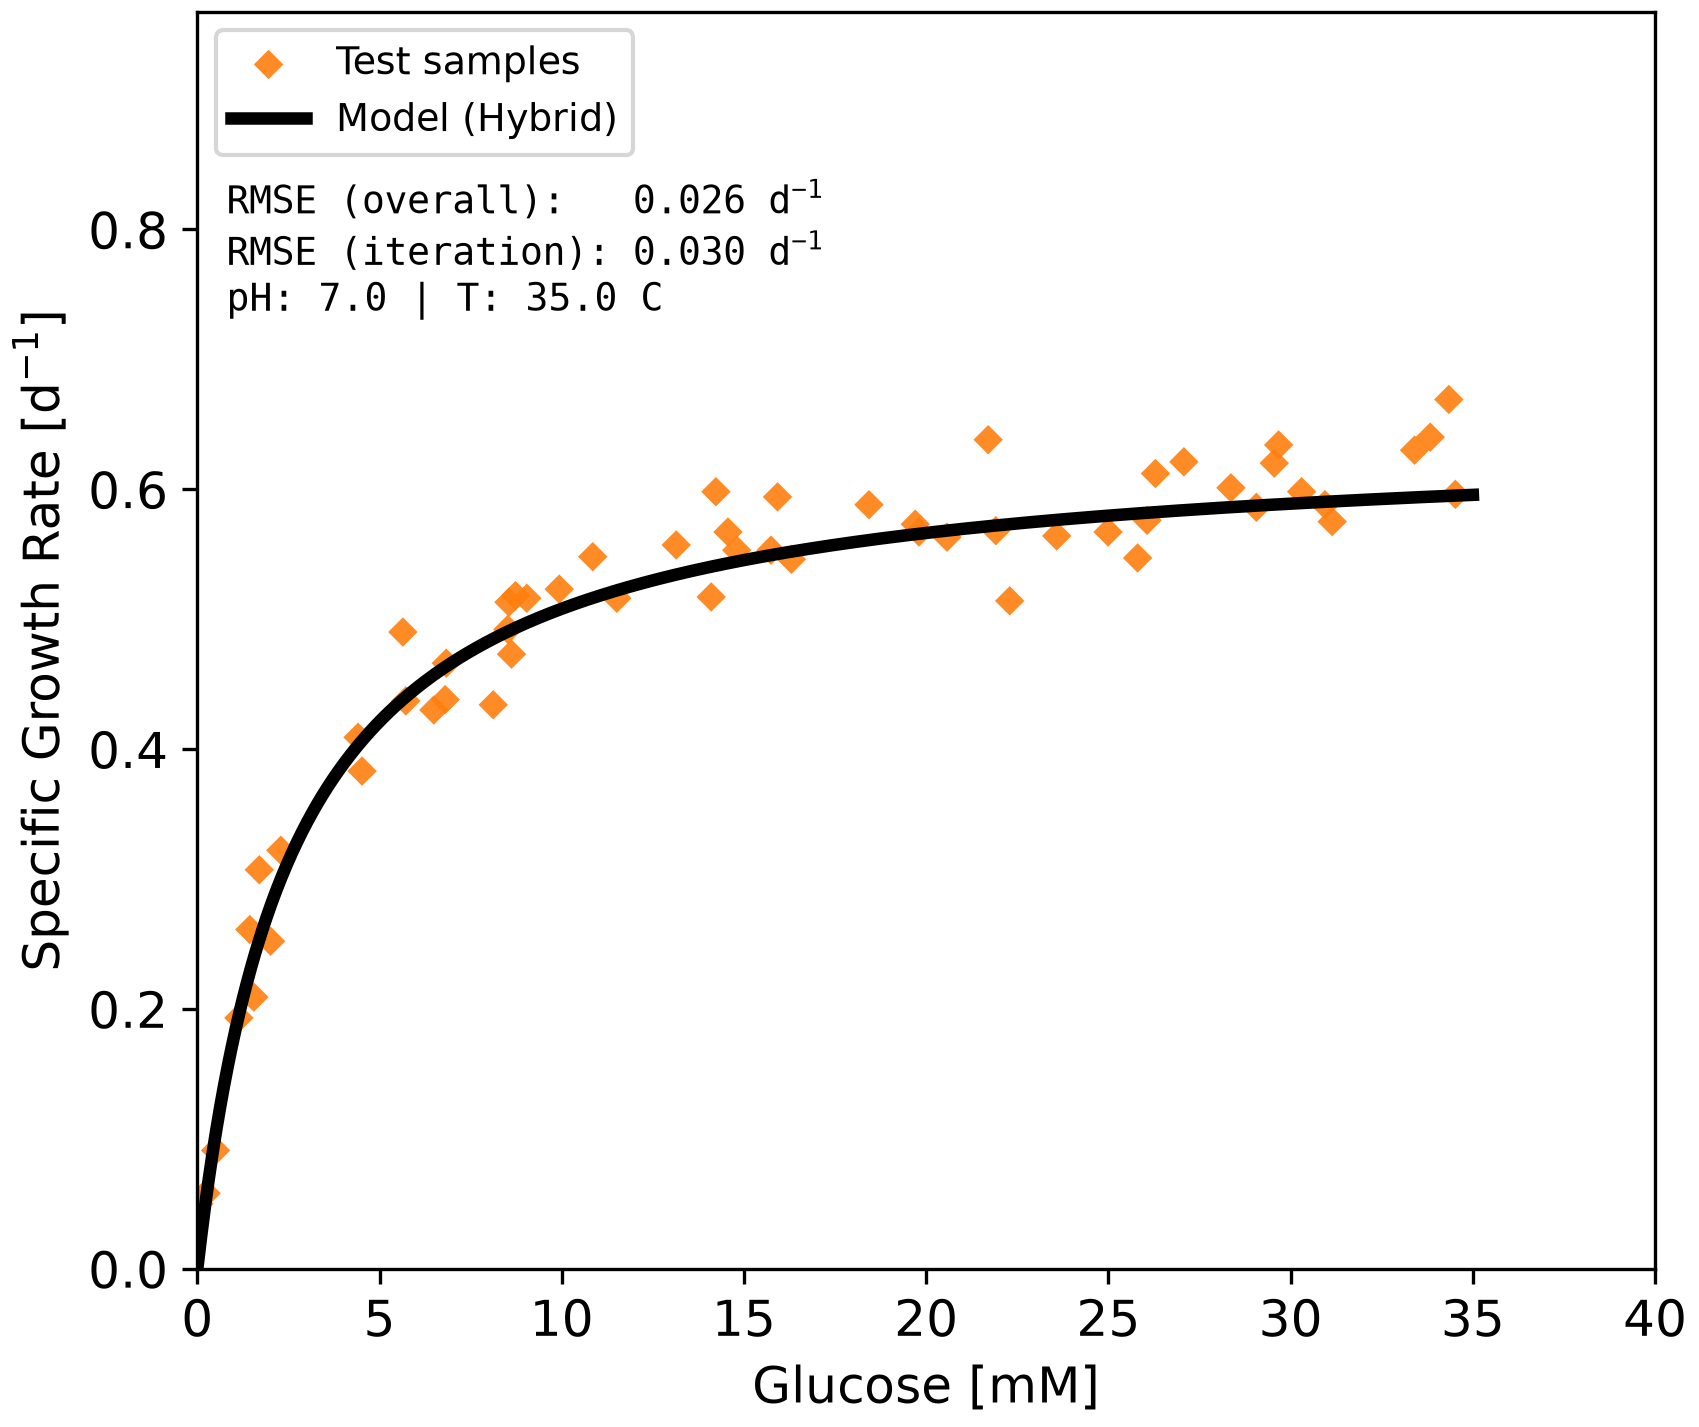 Test samples
Model (Hybrid)
RMSE (overall):   0.026 d⁻¹
RMSE (iteration): 0.030 d⁻¹
pH: 7.0 | T: 35.0 C
Specific Growth Rate [d⁻¹]
0.8
0.6
0.4
0.2
0.0
0 5 10 15 20 25 30 35 40
Glucose [mM]